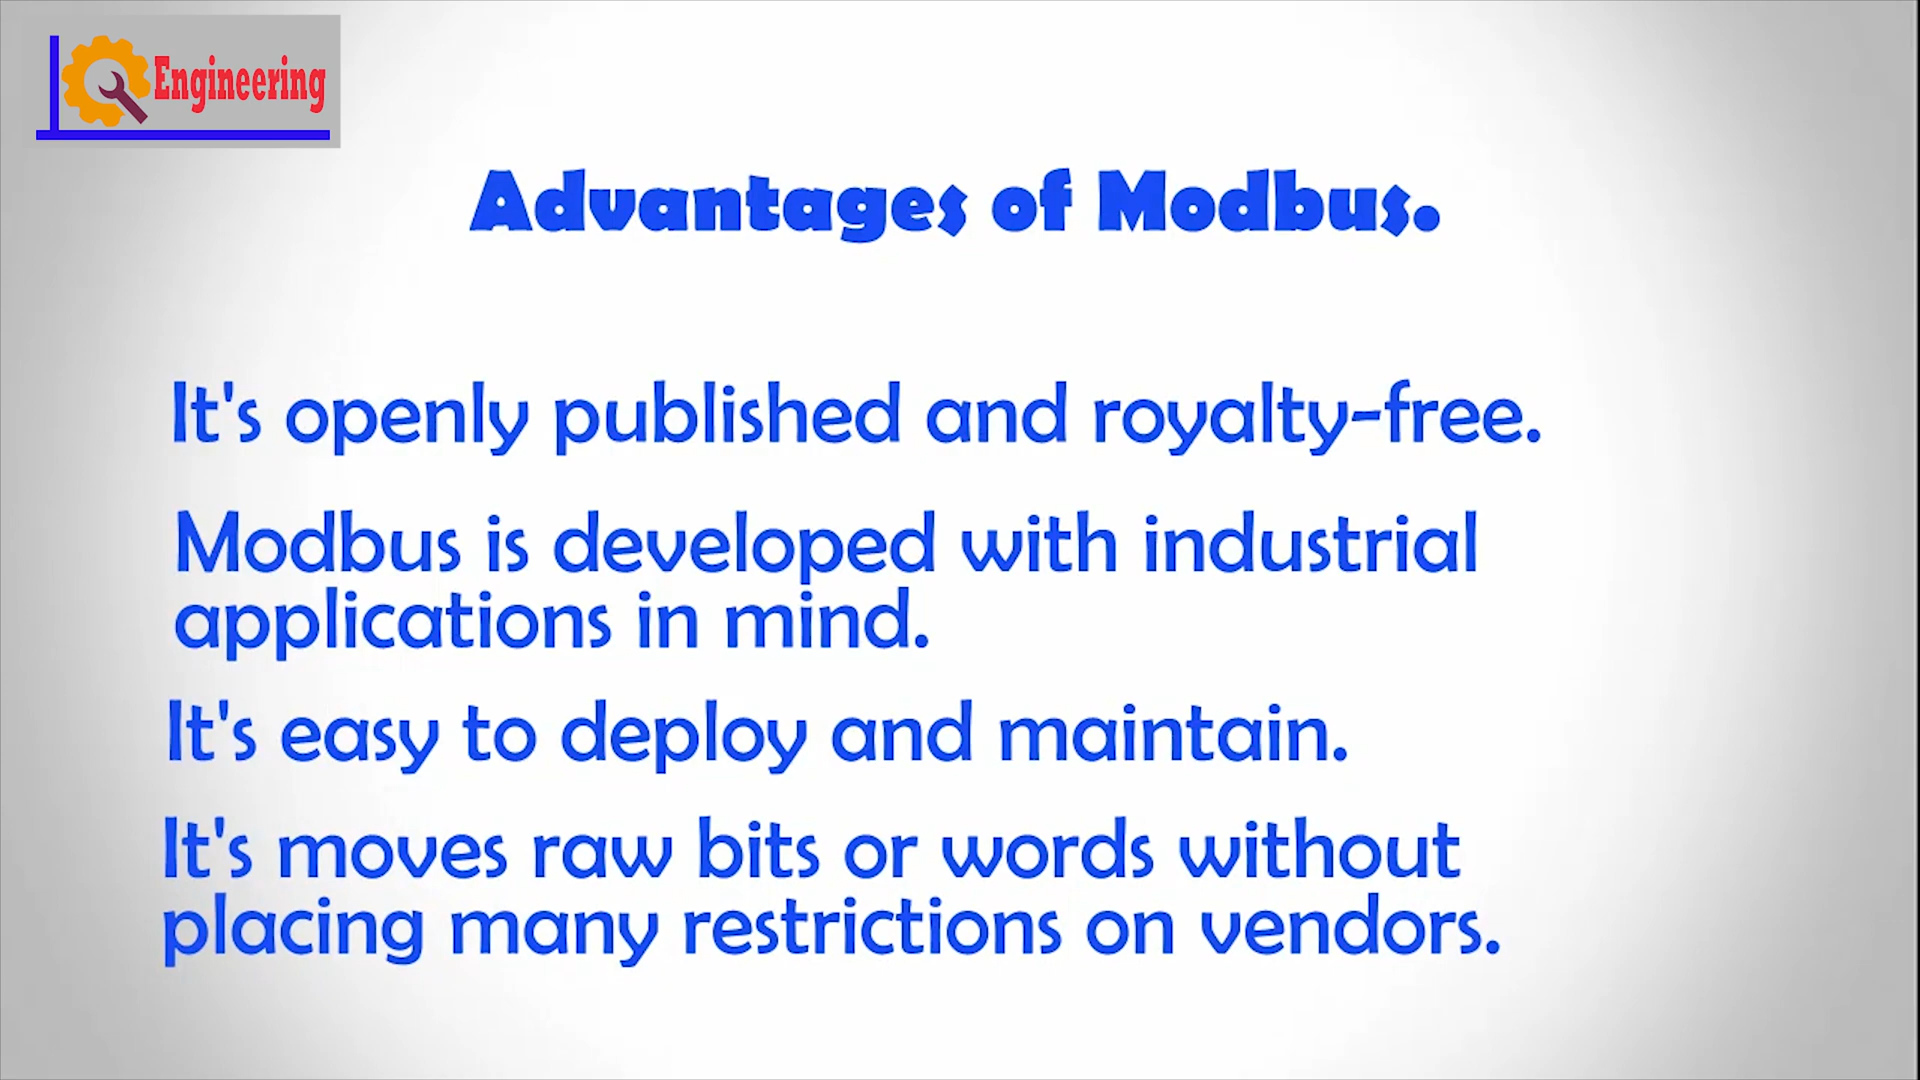 Engineering
Advantages of Modbus.
It's openly published and royalty-free.
Modbus is developed with industrial
applications in mind.
It's easy to deploy and maintain.
It's moves raw bits or words without
placing many restrictions on vendors.